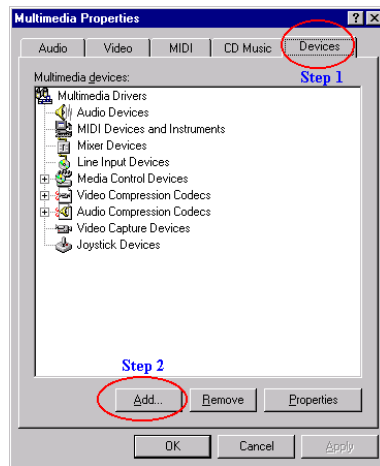 Multimedia Properties
Audio Video MIDI CD Music Devices
Step 1
Multimedia devices:
Multimedia Drivers
Audio Devices
MIDI Devices and Instruments
Mixer Devices
Line Input Devices
Media Control Devices
Video Compression Codecs
Audio Compression Codecs
Video Capture Devices
Joystick Devices
Step 2
Add... Remove Properties
OK Cancel Apply